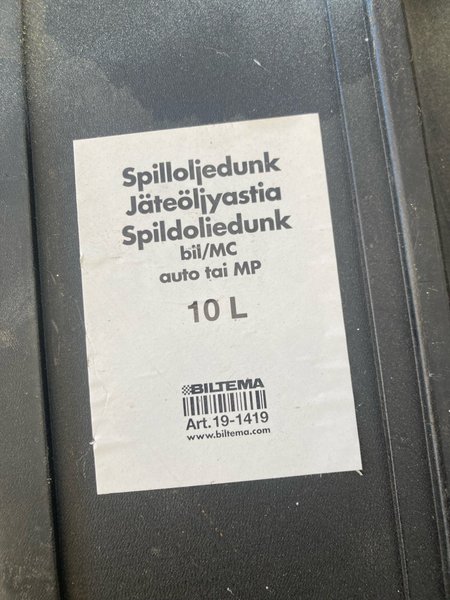 Spilloljedunk
Jäteöljyastia
Spildoliedunk
bil/MC
auto tai MP
10 L
BILTEMA
Art. 19-1419
www.biltema.com